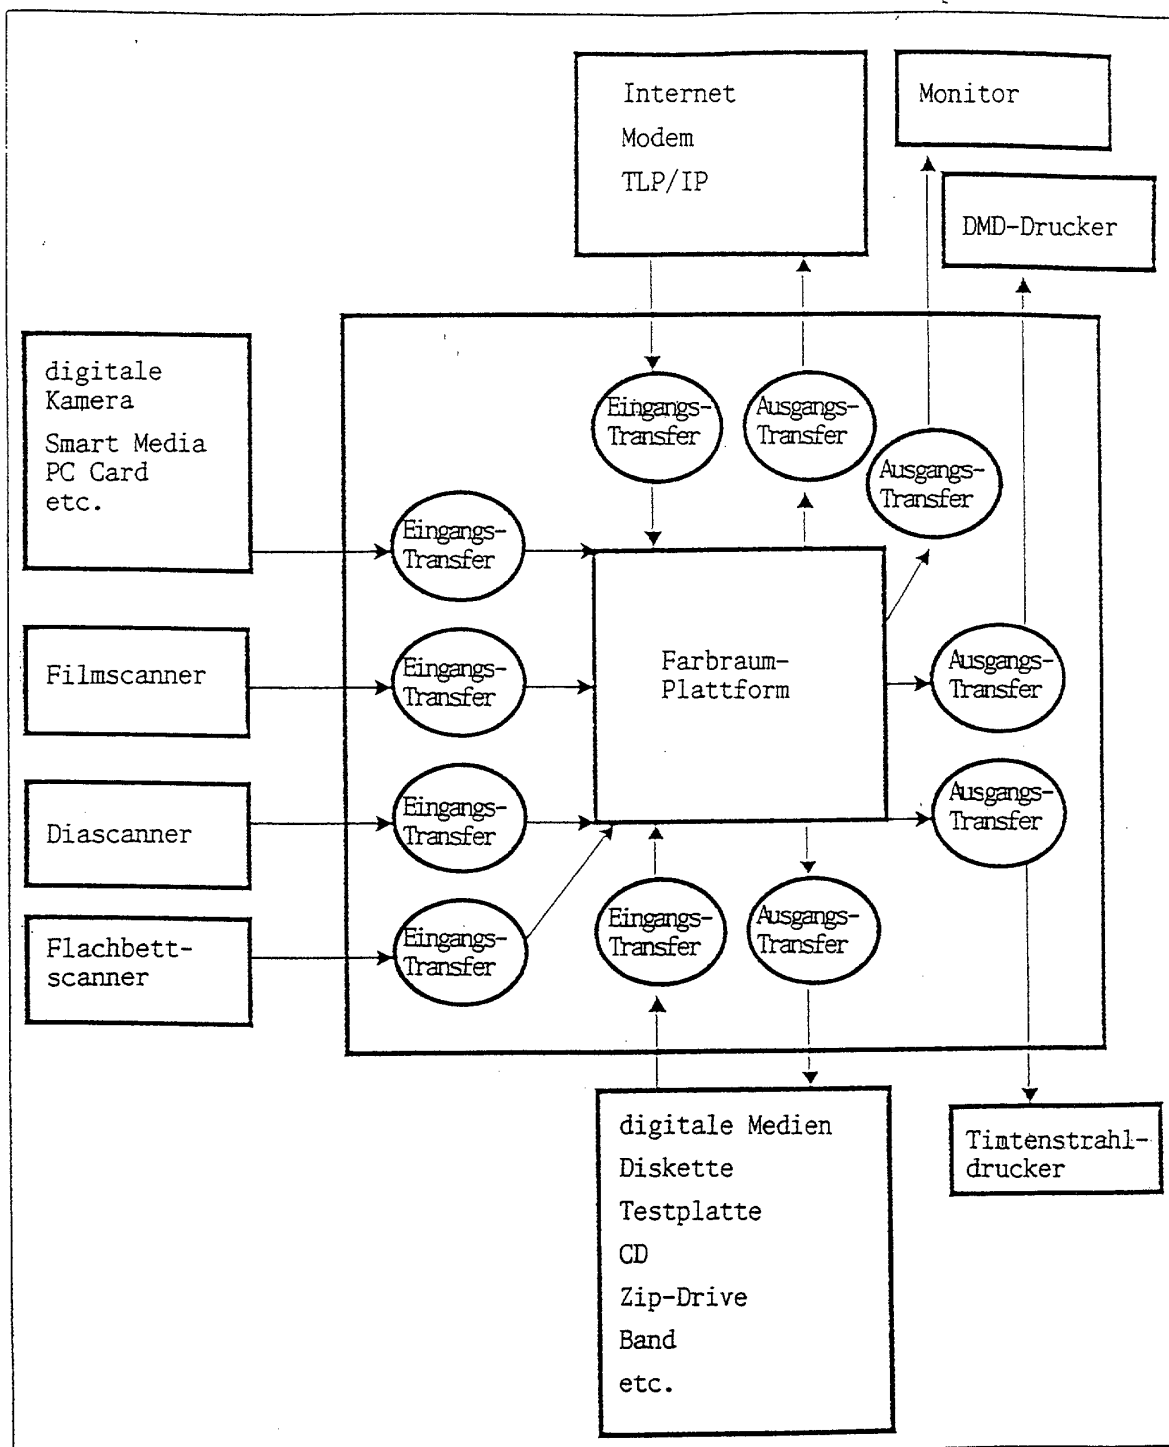 Internet
Modem
TLP/IP
Monitor
DMD-Drucker
digitale
Kamera
Smart Media
PC Card
etc.
Eingangs-
Transfer
Ausgangs-
Transfer
Ausgangs-
Transfer
Eingangs-
Transfer
Filmscanner
Eingangs-
Transfer
Farbraum-
Plattform
Ausgangs-
Transfer
Diascanner
Eingangs-
Transfer
Ausgangs-
Transfer
Flachbett-
scanner
Eingangs-
Transfer
Eingangs-
Transfer
Ausgangs-
Transfer
digitale Medien
Diskette
Testplatte
CD
Zip-Drive
Band
etc.
Timtenstrahl-
drucker